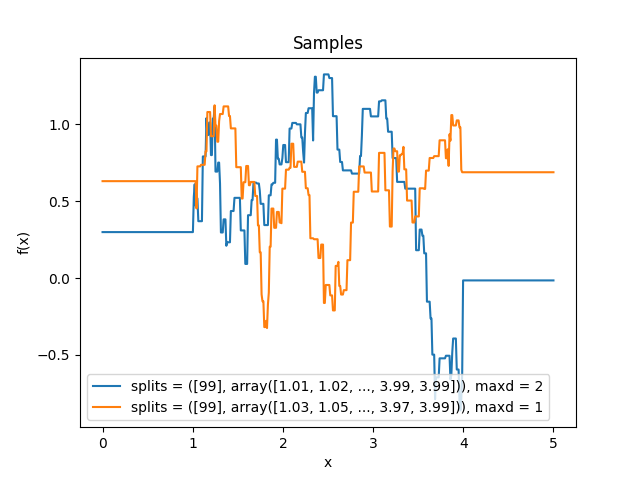 Samples
f(x)
1.0
0.5
0.0
−0.5
splits = ([99], array([1.01, 1.02, ..., 3.99, 3.99])), maxd = 2
splits = ([99], array([1.03, 1.05, ..., 3.97, 3.99])), maxd = 1
0 1 2 3 4 5
x